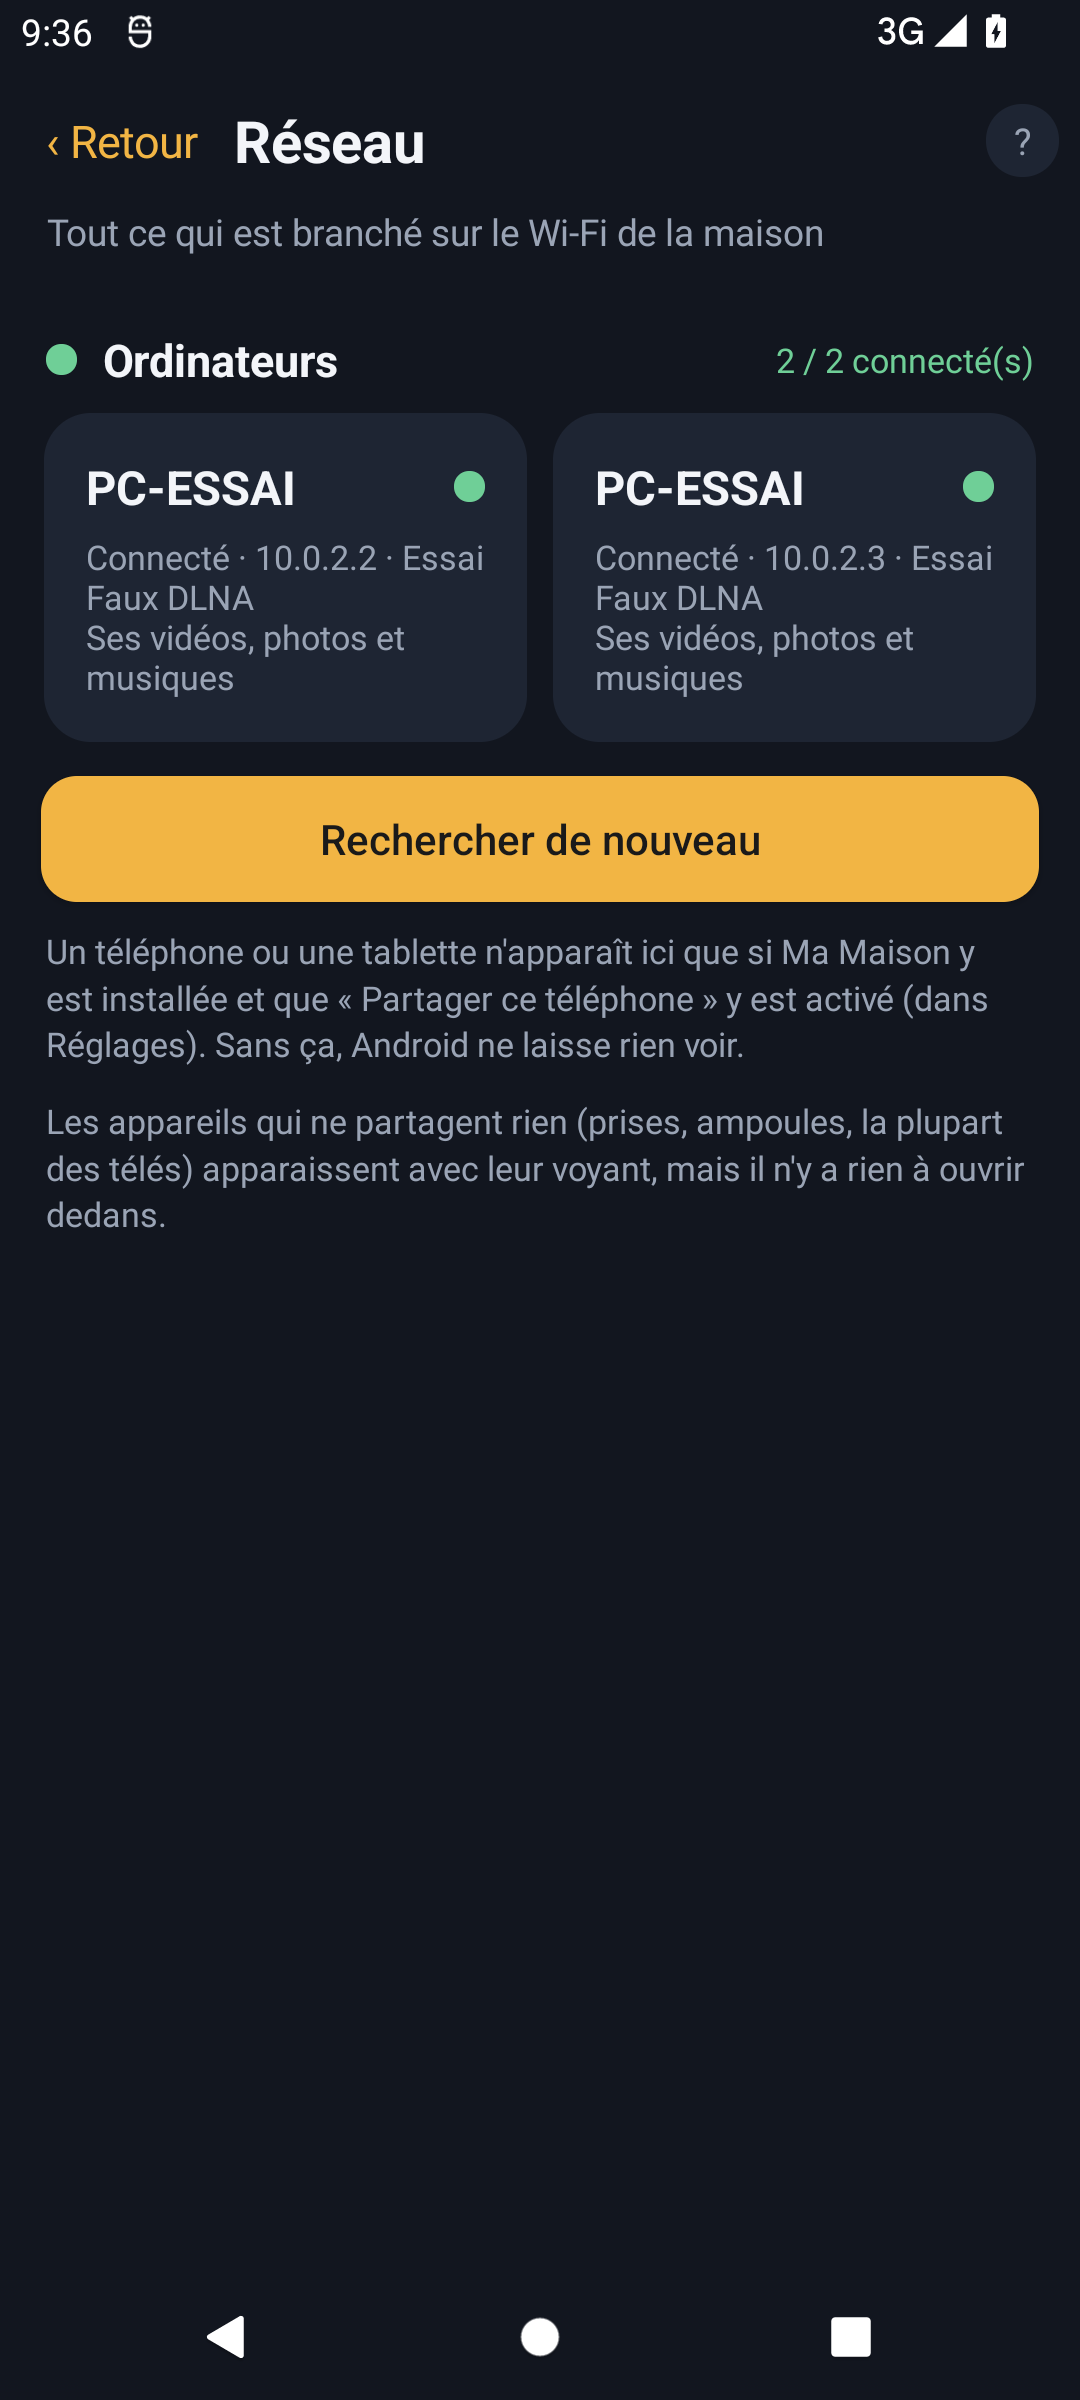 9:36
3G
‹ Retour Réseau
?
Tout ce qui est branché sur le Wi-Fi de la maison
Ordinateurs
2 / 2 connecté(s)
PC-ESSAI
Connecté · 10.0.2.2 · Essai
Faux DLNA
Ses vidéos, photos et
musiques
PC-ESSAI
Connecté · 10.0.2.3 · Essai
Faux DLNA
Ses vidéos, photos et
musiques
Rechercher de nouveau
Un téléphone ou une tablette n'apparaît ici que si Ma Maison y
est installée et que « Partager ce téléphone » y est activé (dans
Réglages). Sans ça, Android ne laisse rien voir.
Les appareils qui ne partagent rien (prises, ampoules, la plupart
des télés) apparaissent avec leur voyant, mais il n'y a rien à ouvrir
dedans.